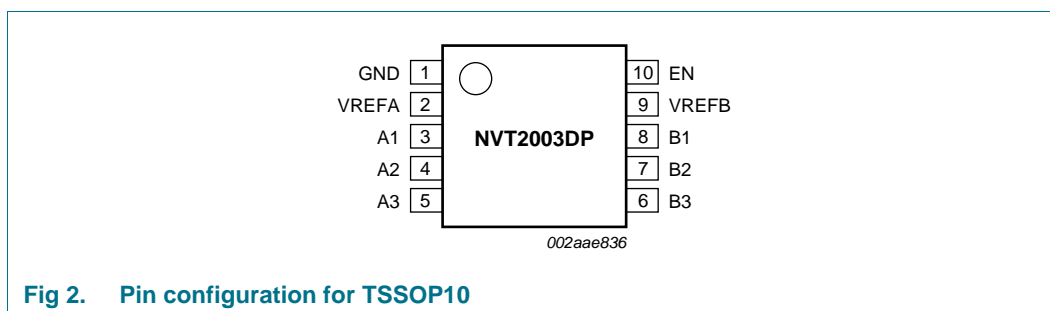 GND 1 10 EN
VREFA 2 9 VREFB
A1 3 NVT2003DP 8 B1
A2 4 7 B2
A3 5 6 B3
002aae836
Fig 2. Pin configuration for TSSOP10